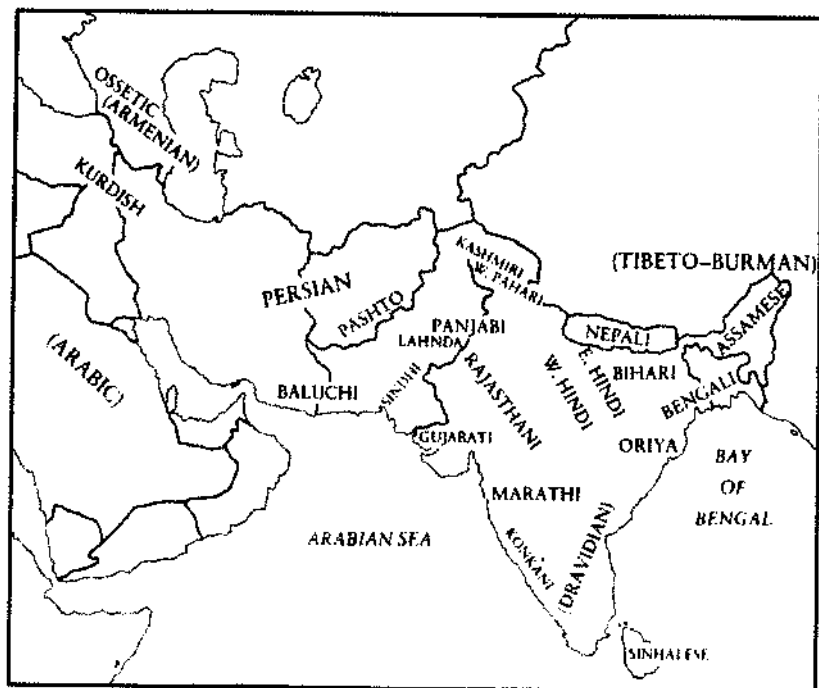 OSSETIC
(ARMENIAN)
KURDISH
KASHMIRI
W. PAHARI
(TIBETO-BURMAN)
PERSIAN
PASHTO
PANJABI
LAHNDA
NEPALI
ASSAMESE
(ARABIC)
BALUCHI
SINDHI
RAJASTHANI
W. HINDI
E. HINDI
BIHARI
BENGALI
GUJARATI
ORIYA
BAY
OF
BENGAL
MARATHI
ARABIAN SEA
KONKANI
(DRAVIDIAN)
SINHALESE